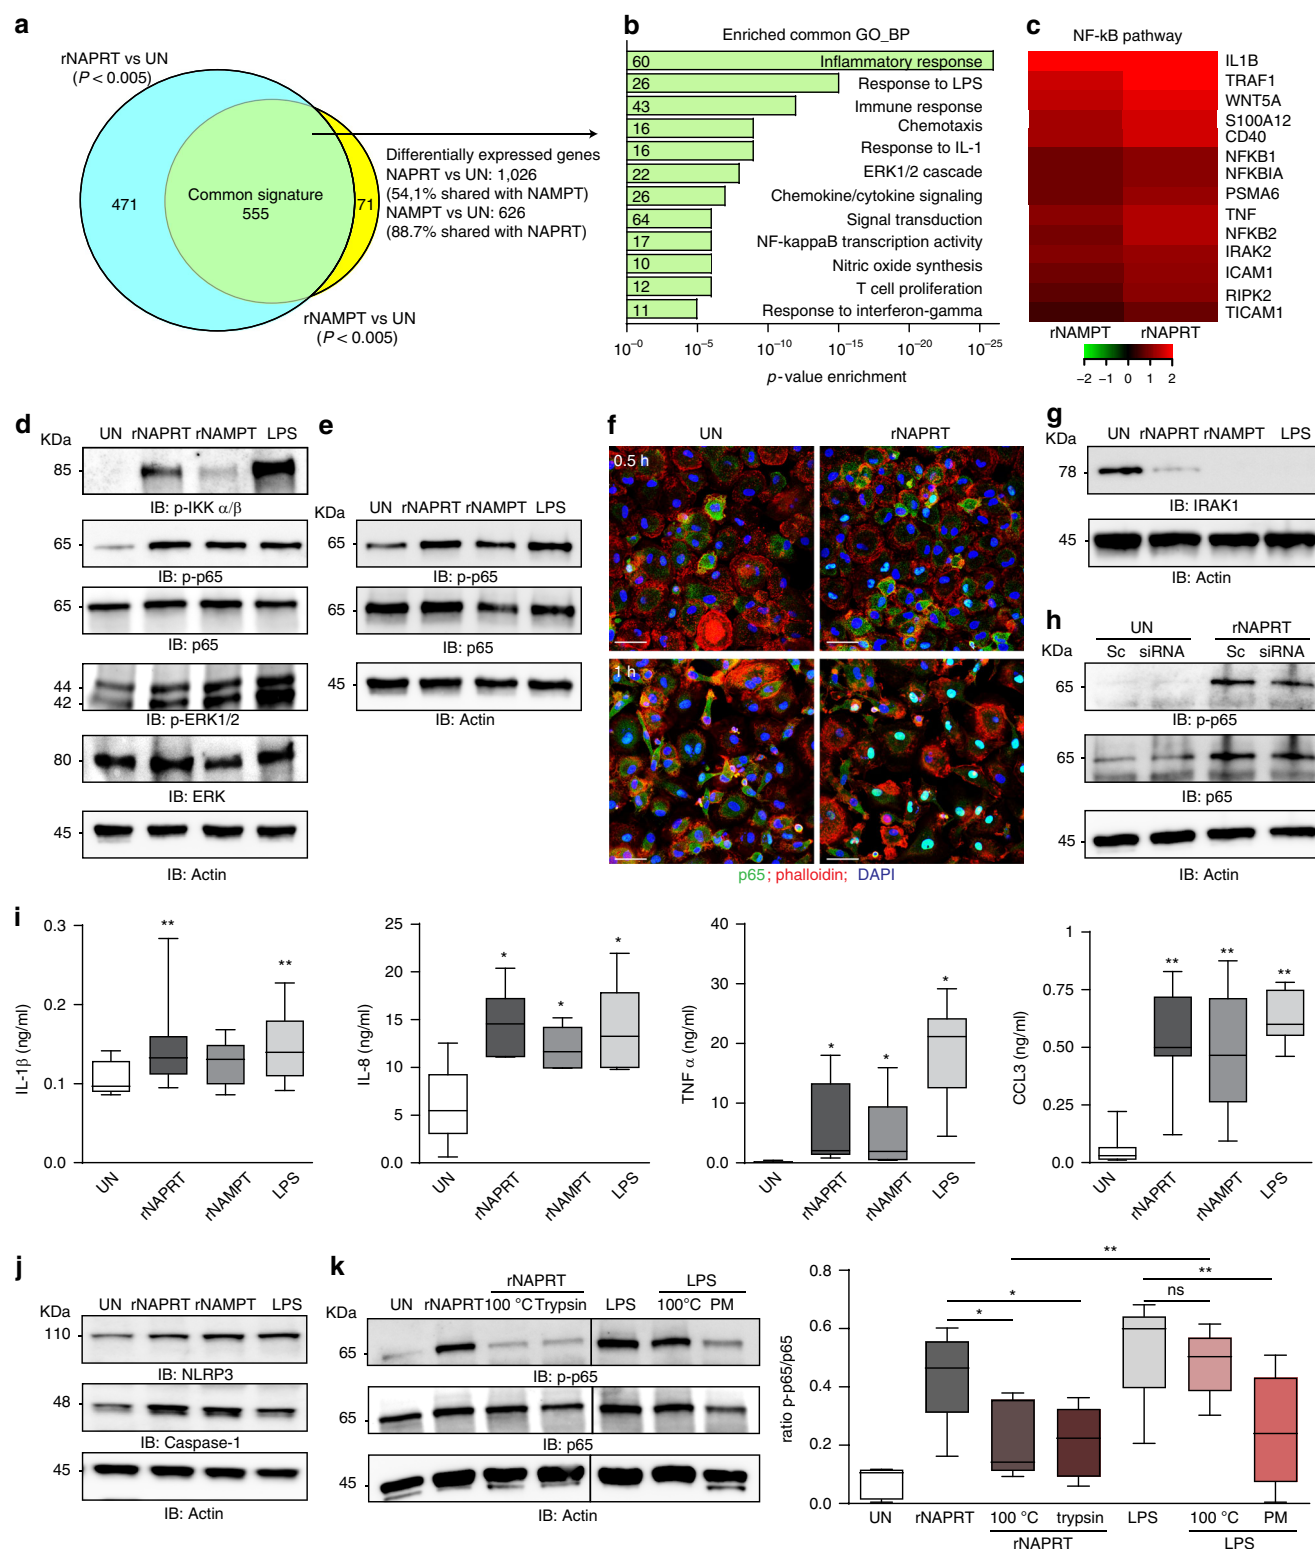 a
rNAPRT vs UN
(P < 0.005)
471
Common signature
555
71
rNAMPT vs UN
(P < 0.005)
Differentially expressed genes
NAPRT vs UN: 1,026
(54,1% shared with NAMPT)
NAMPT vs UN: 626
(88.7% shared with NAPRT)
b
Enriched common GO_BP
60 Inflammatory response
26 Response to LPS
43 Immune response
16 Chemotaxis
16 Response to IL-1
22 ERK1/2 cascade
26 Chemokine/cytokine signaling
64 Signal transduction
17 NF-kappaB transcription activity
10 Nitric oxide synthesis
12 T cell proliferation
11 Response to interferon-gamma
10⁻⁰ 10⁻⁵ 10⁻¹⁰ 10⁻¹⁵ 10⁻²⁰ 10⁻²⁵
p-value enrichment
c
NF-kB pathway
IL1B
TRAF1
WNT5A
S100A12
CD40
NFKB1
NFKBIA
PSMA6
TNF
NFKB2
IRAK2
ICAM1
RIPK2
TICAM1
rNAMPT rNAPRT
−2 −1 0 1 2
d
KDa
UN rNAPRT rNAMPT LPS
85
IB: p-IKK α/β
65
IB: p-p65
65
IB: p65
44
42
IB: p-ERK1/2
80
IB: ERK
45
IB: Actin
e
KDa
UN rNAPRT rNAMPT LPS
65
IB: p-p65
65
IB: p65
45
IB: Actin
f
UN rNAPRT
0.5 h
1 h
p65; phalloidin; DAPI
g
KDa
UN rNAPRT rNAMPT LPS
78
IB: IRAK1
45
IB: Actin
h
UN rNAPRT
KDa
Sc siRNA Sc siRNA
65
IB: p-p65
65
IB: p65
45
IB: Actin
i
IL-1β (ng/ml)
0.3
0.2
0.1
0.0
** **
UN rNAPRT rNAMPT LPS
IL-8 (ng/ml)
25
20
15
10
5
0.0
* * *
UN rNAPRT rNAMPT LPS
TNF α (ng/ml)
40
30
20
10
0.0
* * *
UN rNAPRT rNAMPT LPS
CCL3 (ng/ml)
1
0.75
0.50
0.25
0.0
** ** **
UN rNAPRT rNAMPT LPS
j
KDa
UN rNAPRT rNAMPT LPS
110
IB: NLRP3
48
IB: Caspase-1
45
IB: Actin
k
rNAPRT LPS
KDa
UN rNAPRT 100 °C Trypsin LPS 100°C PM
65
IB: p-p65
65
IB: p65
45
IB: Actin
ratio p-p65/p65
0.8
0.6
0.4
0.2
0.0
**
**
* ns
*
UN rNAPRT 100 °C trypsin LPS 100 °C PM
rNAPRT LPS